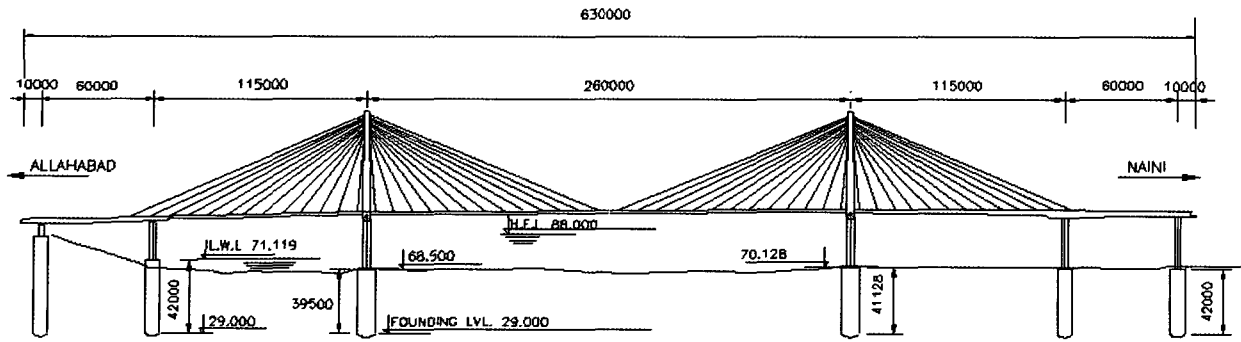 630000
10000 60000 115000 260000 115000 60000 10000
ALLAHABAD
NAINI
H.F.L 88.000
L.W.L 71.119
68.500
70.128
42000
39500
41128
42000
29.000
FOUNDING LVL. 29.000